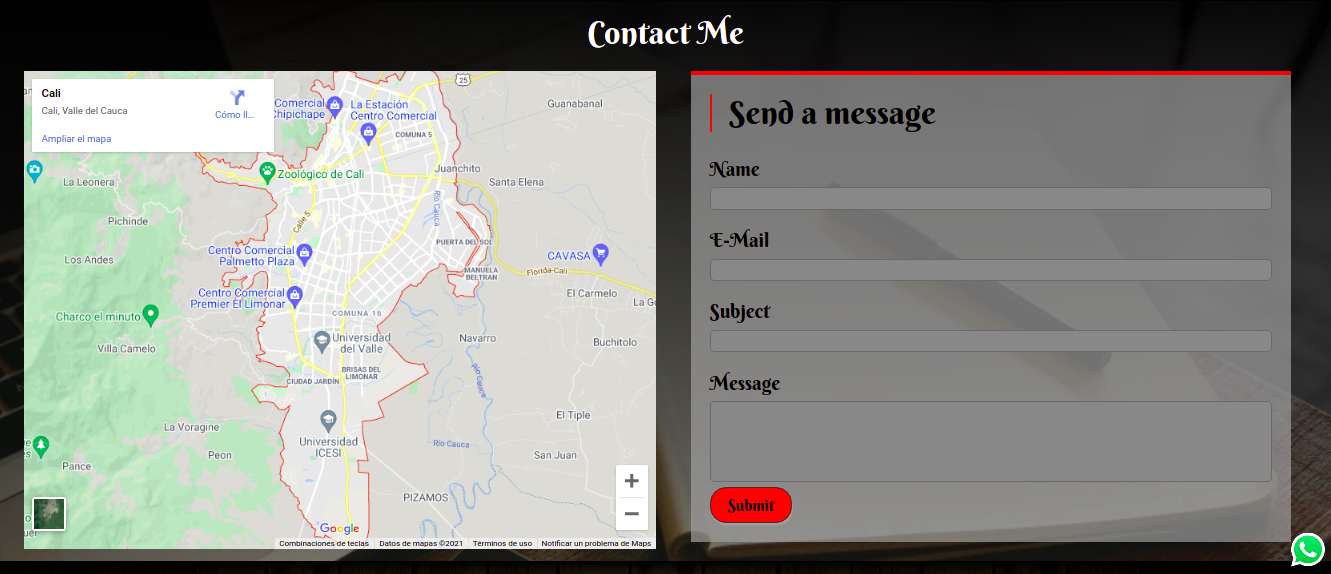 Contact Me
Cali
Cali, Valle del Cauca
Cómo ll...
Ampliar el mapa
Comercial
Chipichape
La Estación
Centro Comercial
25
Guanabanal
COMUNA 5
Zoológico de Cali
Juanchito
Santa Elena
La Leonera
Calle 5
Río Cauca
Pichinde
PUERTA DEL SOL
Centro Comercial
Palmetto Plaza
CAVASA
Los Andes
MANUELA
BELTRAN
Florida-Cali
Centro Comercial
Premier El Limonar
El Carmelo
La Go
Charco el minuto
COMUNA 16
Universidad
del Valle
Navarro
Buchitolo
Villa Camelo
BRISAS DEL
LIMONAR
CIUDAD JARDÍN
Río Cauca
La Voragine
El Tiple
Universidad
ICESI
Río Cauca
Peon
San Juan
Pance
PIZAMOS
Google
Combinaciones de teclas
Datos de mapas ©2021
Términos de uso
Notificar un problema de Maps
Send a message
Name
E-Mail
Subject
Message
Submit